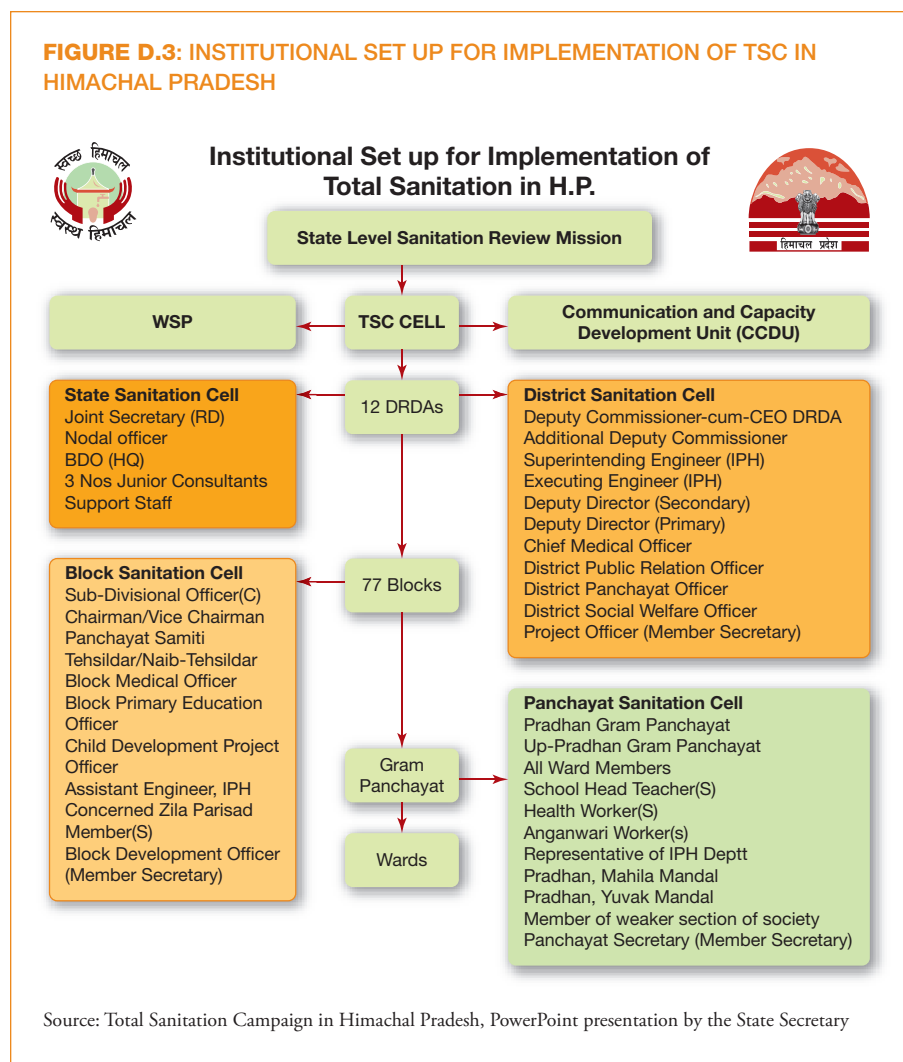 FIGURE D.3: INSTITUTIONAL SET UP FOR IMPLEMENTATION OF TSC IN
HIMACHAL PRADESH
स्वच्छ हिमाचल
स्वस्थ हिमाचल
Institutional Set up for Implementation of
Total Sanitation in H.P.
हिमाचल प्रदेश
State Level Sanitation Review Mission
WSP
TSC CELL
Communication and Capacity
Development Unit (CCDU)
State Sanitation Cell
Joint Secretary (RD)
Nodal officer
BDO (HQ)
3 Nos Junior Consultants
Support Staff
12 DRDAs
District Sanitation Cell
Deputy Commissioner-cum-CEO DRDA
Additional Deputy Commissioner
Superintending Engineer (IPH)
Executing Engineer (IPH)
Deputy Director (Secondary)
Deputy Director (Primary)
Chief Medical Officer
District Public Relation Officer
District Panchayat Officer
District Social Welfare Officer
Project Officer (Member Secretary)
Block Sanitation Cell
Sub-Divisional Officer(C)
Chairman/Vice Chairman
Panchayat Samiti
Tehsildar/Naib-Tehsildar
Block Medical Officer
Block Primary Education
Officer
Child Development Project
Officer
Assistant Engineer, IPH
Concerned Zila Parisad
Member(S)
Block Development Officer
(Member Secretary)
77 Blocks
Gram
Panchayat
Wards
Panchayat Sanitation Cell
Pradhan Gram Panchayat
Up-Pradhan Gram Panchayat
All Ward Members
School Head Teacher(S)
Health Worker(S)
Anganwari Worker(s)
Representative of IPH Deptt
Pradhan, Mahila Mandal
Pradhan, Yuvak Mandal
Member of weaker section of society
Panchayat Secretary (Member Secretary)
Source: Total Sanitation Campaign in Himachal Pradesh, PowerPoint presentation by the State Secretary